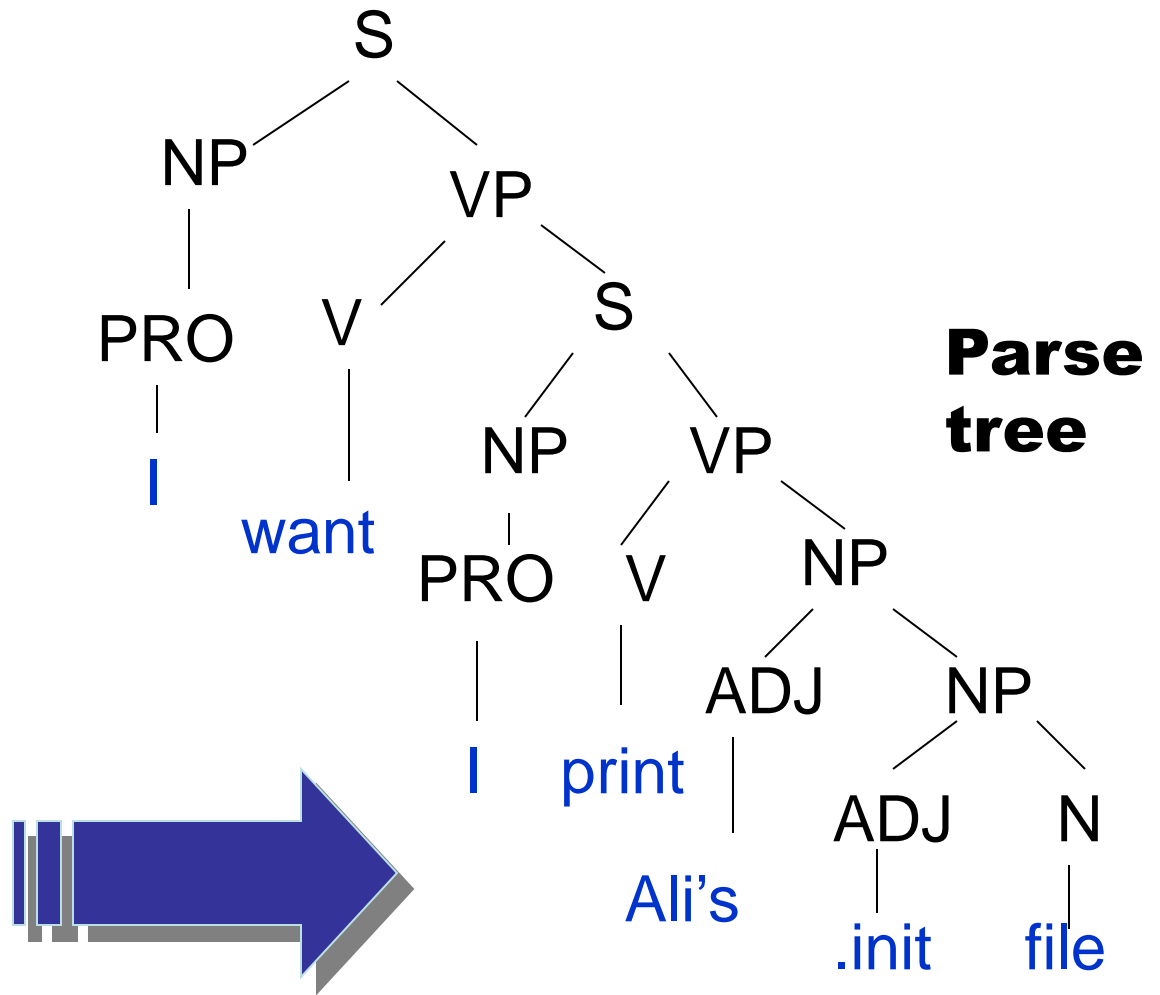 S
NP
VP
PRO
V
S
Parse
tree
I
want
NP
VP
PRO
V
NP
I
print
ADJ
NP
Ali's
ADJ
N
.init
file